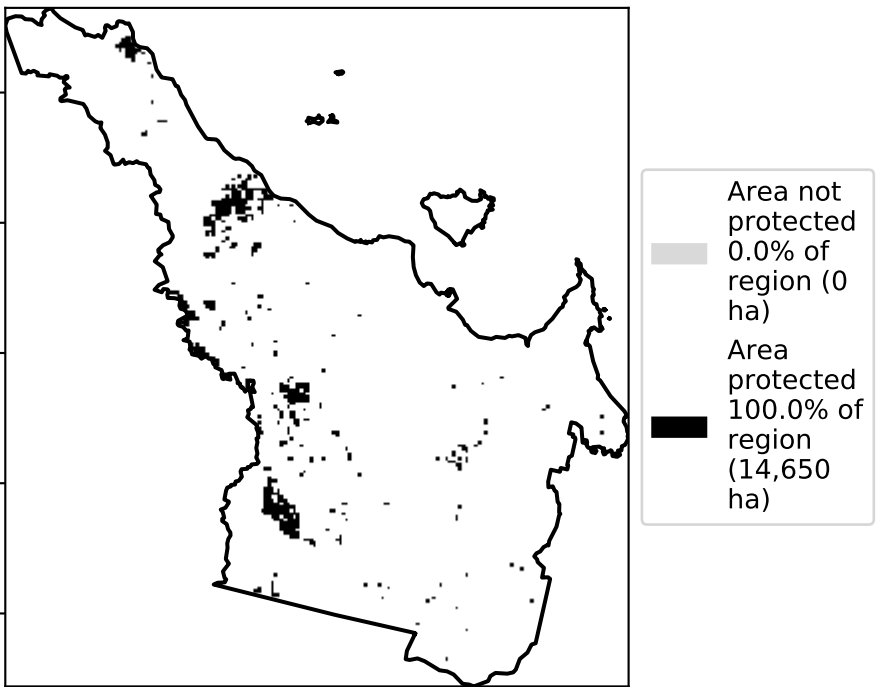 Area not
protected
0.0% of
region (0
ha)
Area
protected
100.0% of
region
(14,650
ha)